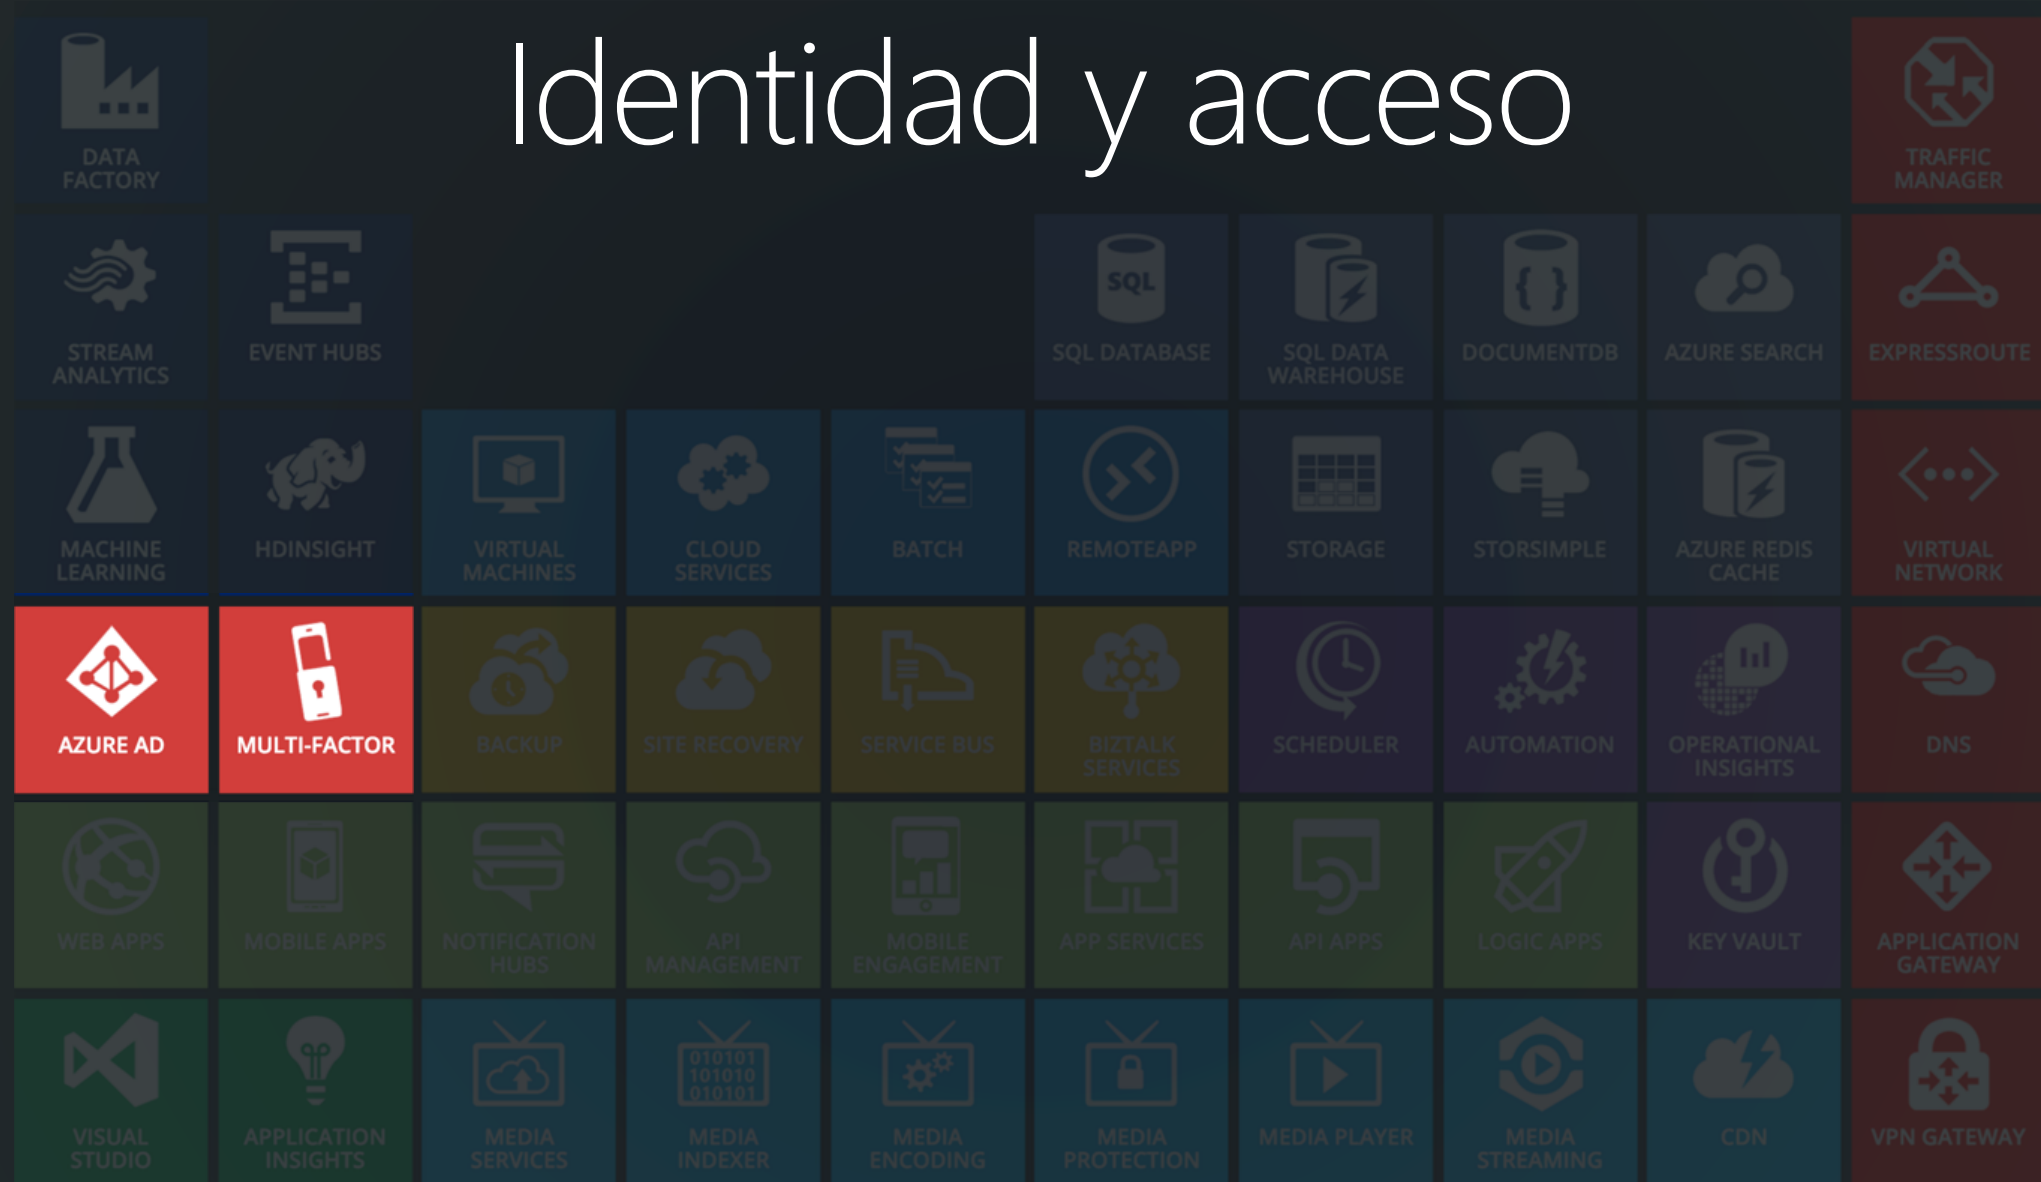 Identidad y acceso
DATA
FACTORY
TRAFFIC
MANAGER
STREAM
ANALYTICS
EVENT HUBS
SQL
SQL DATABASE
SQL DATA
WAREHOUSE
DOCUMENTDB
AZURE SEARCH
EXPRESSROUTE
MACHINE
LEARNING
HDINSIGHT
VIRTUAL
MACHINES
CLOUD
SERVICES
BATCH
REMOTEAPP
STORAGE
STORSIMPLE
AZURE REDIS
CACHE
VIRTUAL
NETWORK
AZURE AD
MULTI-FACTOR
BACKUP
SITE RECOVERY
SERVICE BUS
BIZTALK
SERVICES
SCHEDULER
AUTOMATION
OPERATIONAL
INSIGHTS
DNS
WEB APPS
MOBILE APPS
NOTIFICATION
HUBS
API
MANAGEMENT
MOBILE
ENGAGEMENT
APP SERVICES
API APPS
LOGIC APPS
KEY VAULT
APPLICATION
GATEWAY
VISUAL
STUDIO
APPLICATION
INSIGHTS
MEDIA
SERVICES
010101
101010
010101
MEDIA
INDEXER
MEDIA
ENCODING
MEDIA
PROTECTION
MEDIA PLAYER
MEDIA
STREAMING
CDN
VPN GATEWAY